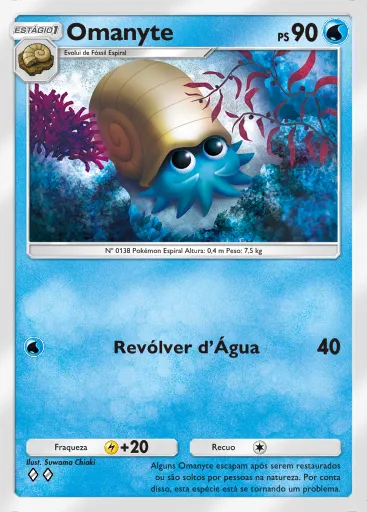 ESTÁGIO 1
Omanyte
PS 90
Evolui de Fóssil Espiral
Nº 0138 Pokémon Espiral Altura: 0,4 m Peso: 7,5 kg
Revólver d'Água 40
Fraqueza +20 Recuo
Ilust. Suwama Chiaki
Alguns Omanyte escapam após serem restaurados
ou são soltos por pessoas na natureza. Por conta
disso, esta espécie está se tornando um problema.